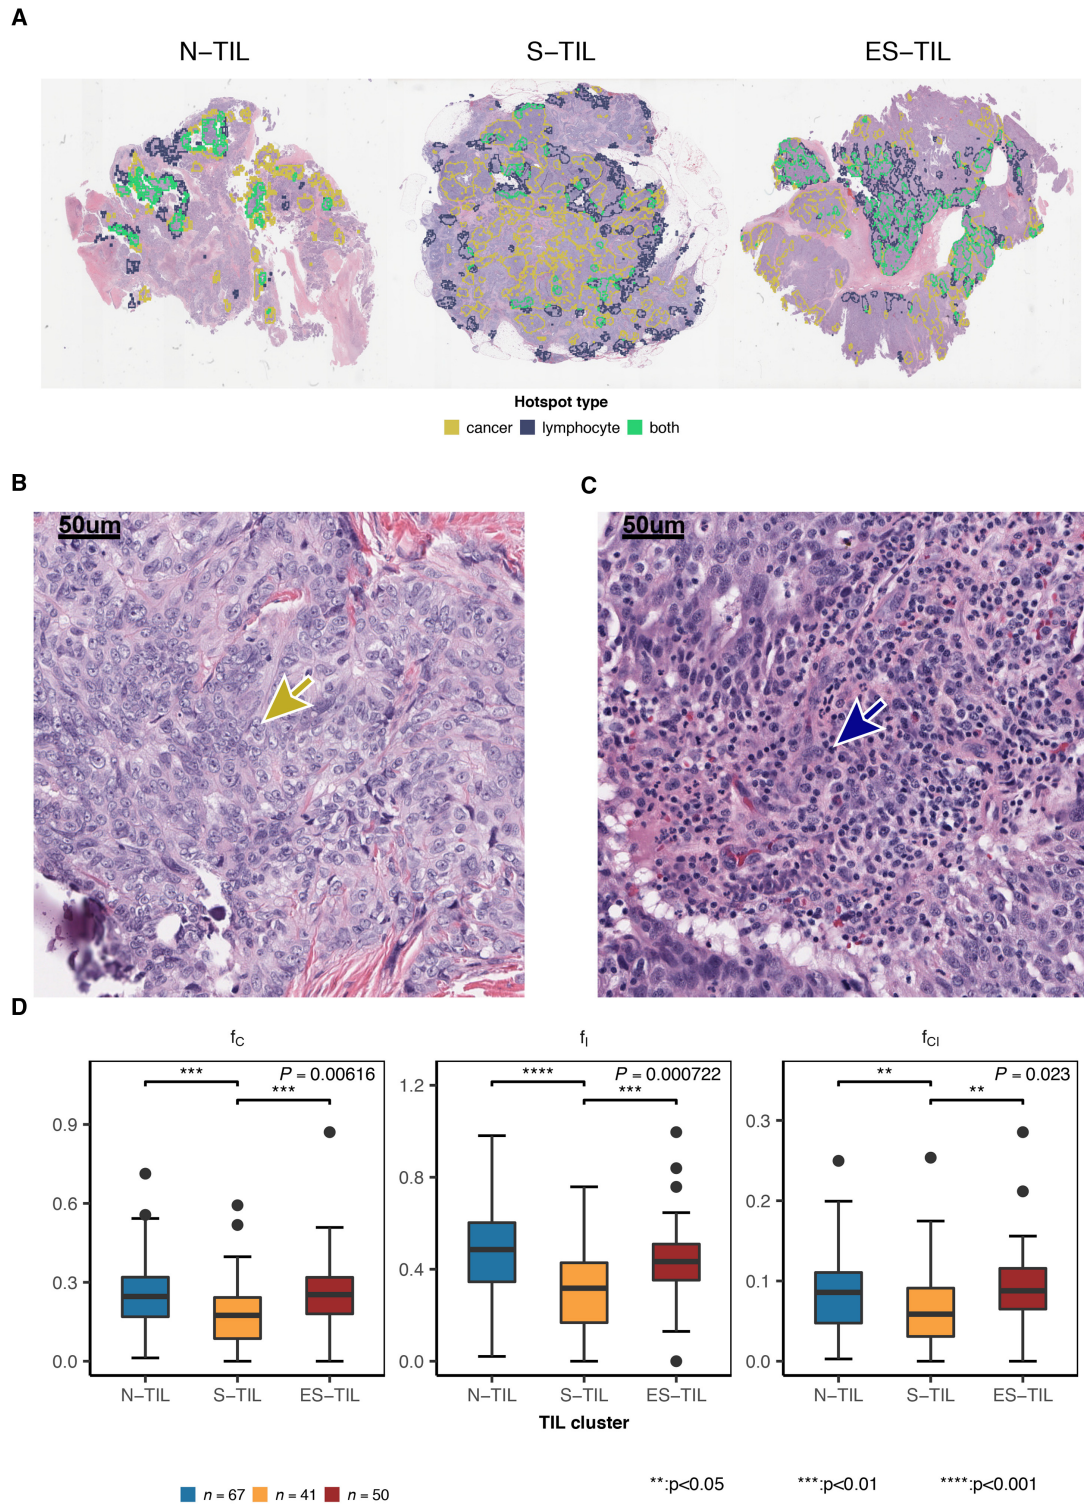 A
N–TIL S–TIL ES–TIL
Hotspot type
cancer lymphocyte both
B
50um
C
50um
D
fC
0.9
0.6
0.3
0.0
***
***
P = 0.00616
N–TIL S–TIL ES–TIL
fI
1.2
0.8
0.4
0.0
****
***
P = 0.000722
N–TIL S–TIL ES–TIL
fCI
0.3
0.2
0.1
0.0
**
**
P = 0.023
N–TIL S–TIL ES–TIL
TIL cluster
n = 67 n = 41 n = 50
**:p<0.05 ***:p<0.01 ****:p<0.001